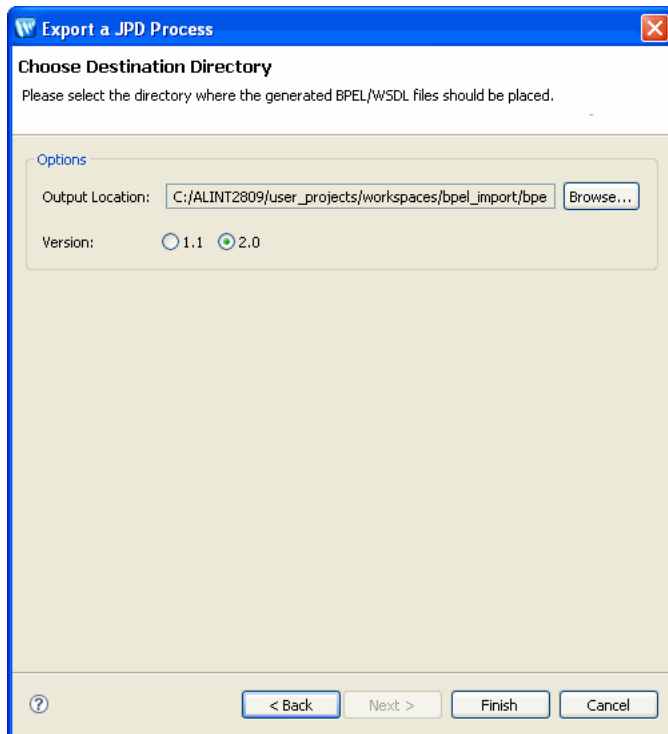 Export a JPD Process
Choose Destination Directory
Please select the directory where the generated BPEL/WSDL files should be placed.
Options
Output Location: C:/ALINT2809/user_projects/workspaces/bpel_import/bpe Browse...
Version: 1.1 2.0
< Back Next > Finish Cancel